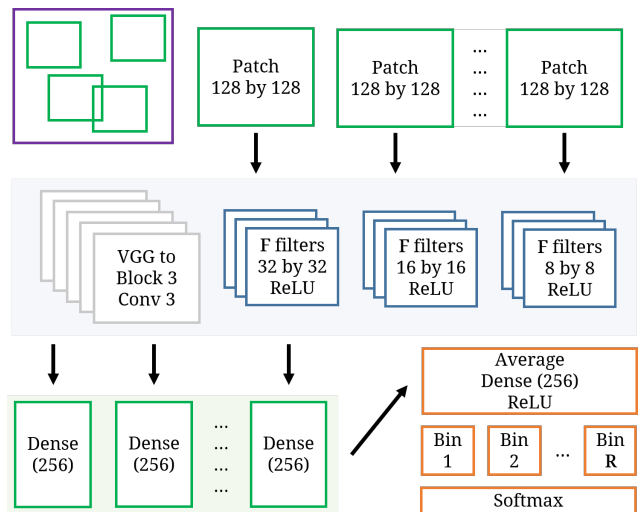 Patch
128 by 128
Patch
128 by 128
...
...
...
...
Patch
128 by 128
VGG to
Block 3
Conv 3
F filters
32 by 32
ReLU
F filters
16 by 16
ReLU
F filters
8 by 8
ReLU
Dense
(256)
Dense
(256)
...
...
...
...
Dense
(256)
Average
Dense (256)
ReLU
Bin
1
Bin
2
...
Bin
R
Softmax